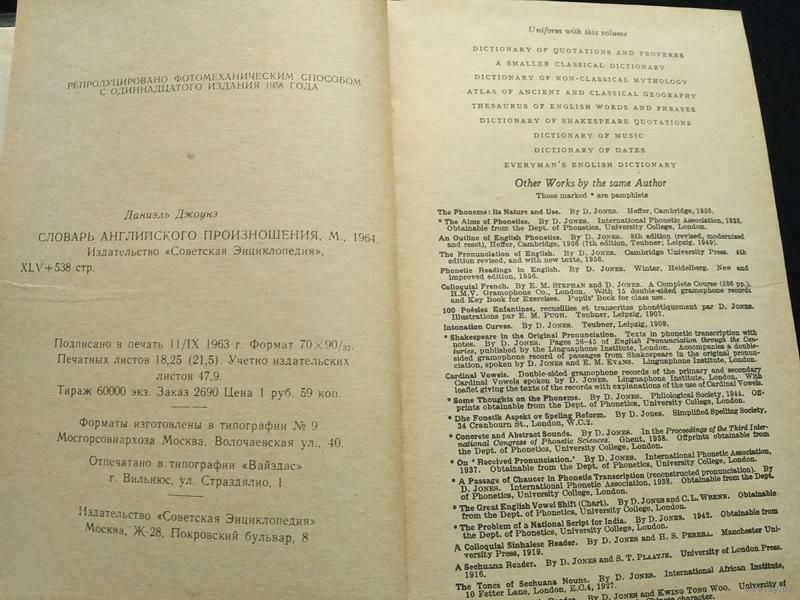 РЕПРОДУЦИРОВАНО ФОТОМЕХАНИЧЕСКИМ СПОСОБОМ
С ОДИННАДЦАТОГО ИЗДАНИЯ 1958 ГОДА
Даниэль Джоунз
СЛОВАРЬ АНГЛИЙСКОГО ПРОИЗНОШЕНИЯ, М., 1964.
Издательство «Советская Энциклопедия»,
XLV+538 стр.
Подписано в печать 11/IX 1963 г. Формат 70×90/32.
Печатных листов 18,25 (21,5). Учетно издательских
листов 47,9.
Тираж 60000 экз. Заказ 2690 Цена 1 руб. 59 коп.
Форматы изготовлены в типографии № 9
Мосгорсовнархоза Москва, Волочаевская ул., 40.
Отпечатано в типографии «Вайздас»
г. Вильнюс, ул. Страздялио, 1
Издательство «Советская Энциклопедия»
Москва, Ж-28, Покровский бульвар, 8
Uniform with this volume
DICTIONARY OF QUOTATIONS AND PROVERBS
A SMALLER CLASSICAL DICTIONARY
DICTIONARY OF NON-CLASSICAL MYTHOLOGY
ATLAS OF ANCIENT AND CLASSICAL GEOGRAPHY
THESAURUS OF ENGLISH WORDS AND PHRASES
DICTIONARY OF SHAKESPEARE QUOTATIONS
DICTIONARY OF MUSIC
DICTIONARY OF DATES
EVERYMAN'S ENGLISH DICTIONARY
Other Works by the same Author
Those marked * are pamphlets
The Phoneme: its Nature and Use. By D. JONES. Heffer, Cambridge, 1950.
* The Aims of Phonetics. By D. JONES. International Phonetic Association, 1938.
Obtainable from the Dept. of Phonetics, University College, London.
An Outline of English Phonetics. By D. JONES. 8th edition (revised, modernized
and reset), Heffer, Cambridge, 1956 (7th edition, Teubner, Leipzig, 1949).
The Pronunciation of English. By D. JONES. Cambridge University Press. 4th
edition revised, and with new texts, 1956.
Phonetic Readings in English. By D. JONES. Winter, Heidelberg. New and
improved edition, 1956.
Colloquial French. By E. M. STEPHAN and D. JONES. A Complete Course (586 pp.).
H.M.V. Gramophone Co., London. With 15 double-sided gramophone records
and Key Book for Exercises. Pupils' Book for class use.
100 Poésies Enfantines, recueillies et transcrites phonétiquement par D. JONES.
Illustrations par E. M. PUGH. Teubner, Leipzig, 1907.
Intonation Curves. By D. JONES. Teubner, Leipzig, 1909.
* Shakespeare in the Original Pronunciation. Texts in phonetic transcription with
notes. By D. JONES. Pages 36-45 of English Pronunciation through the Cen-
turies, published by the Linguaphone Institute, London. Accompanies a double-
sided gramophone record of passages from Shakespeare in the original pronun-
ciation, spoken by D. JONES and E. M. EVANS. Linguaphone Institute, London.
Cardinal Vowels. Double-sided gramophone records of the primary and secondary
Cardinal Vowels spoken by D. JONES. Linguaphone Institute, London. With
leaflet giving the texts of the records with explanations of the use of Cardinal Vowels.
* Some Thoughts on the Phoneme. By D. JONES. Philological Society, 1944. Off-
prints obtainable from the Dept. of Phonetics, University College, London.
* Dhe Fonetik Aspekt ov Speling Reform. By D. JONES. Simplified Spelling Society,
34 Cranbourn St., London, W.C.2.
* Concrete and Abstract Sounds. By D. JONES. In the Proceedings of the Third Inter-
national Congress of Phonetic Sciences. Ghent, 1938. Offprints obtainable from
the Dept. of Phonetics, University College, London.
* On 'Received Pronunciation.' By D. JONES. International Phonetic Association,
1937. Obtainable from the Dept. of Phonetics, University College, London.
* A Passage of Chaucer in Phonetic Transcription (reconstructed pronunciation). By
D. JONES. International Phonetic Association, 1938. Obtainable from the Dept.
of Phonetics, University College, London.
* The Great English Vowel Shift (Chart). By D. JONES and C. L. WRENN. Obtainable
from the Dept. of Phonetics, University College, London.
* The Problem of a National Script for India. By D. JONES. 1942. Obtainable from
the Dept. of Phonetics, University College, London.
A Colloquial Sinhalese Reader. By D. JONES and H. S. PERERA. Manchester Uni-
versity Press, 1919.
A Sechuana Reader. By D. JONES and S. T. PLAATJE. University of London Press.
1916.
The Tones of Sechuana Nouns. By D. JONES. International African Institute,
10 Fetter Lane, London, E.C.4, 1927.
By D. JONES and KWING TONG WOO. University of
Chinese character.